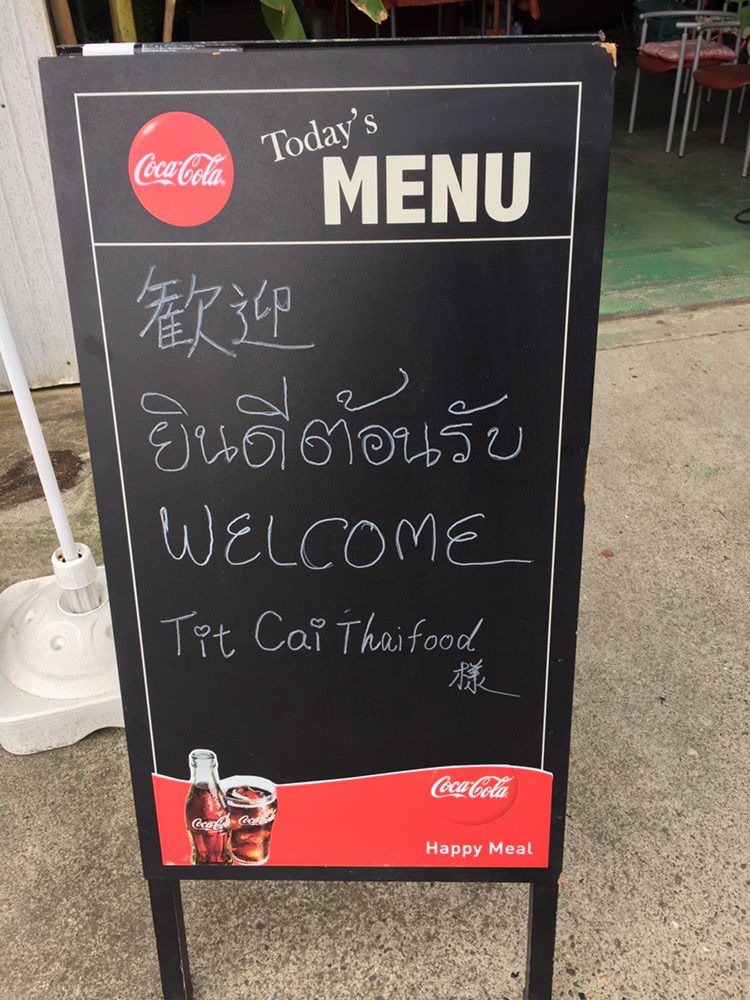 Coca-Cola
Today's
MENU
歓迎
ยินดีต้อนรับ
WELCOME
Tit Cai Thaifood
様
Coca-Cola
Coca-Cola
Coca-Cola
Happy Meal